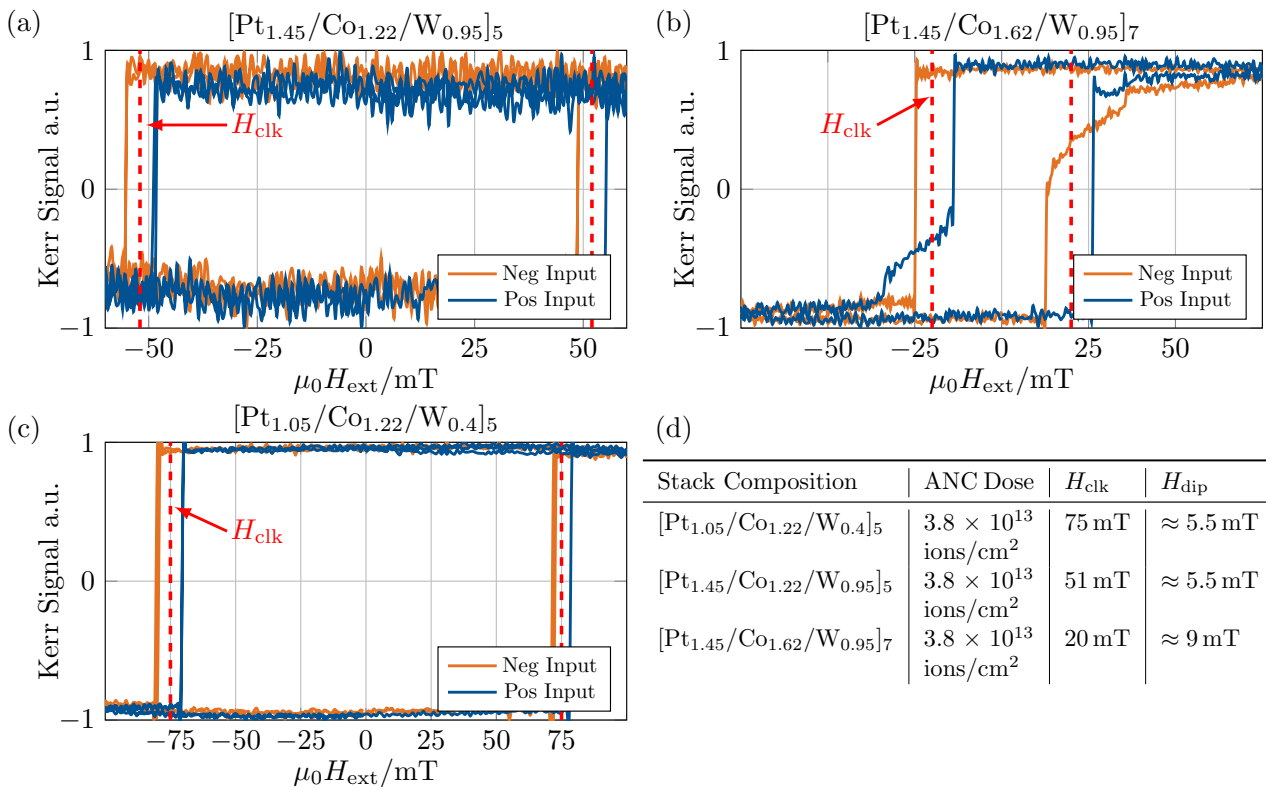 (a)
[Pt1.45/Co1.22/W0.95]5
Kerr Signal a.u.
1
0
−1
Hclk
Neg Input
Pos Input
−50
−25
0
25
50
μ0Hext/mT
(b)
[Pt1.45/Co1.62/W0.95]7
Kerr Signal a.u.
1
0
−1
Hclk
Neg Input
Pos Input
−50
−25
0
25
50
μ0Hext/mT
(c)
[Pt1.05/Co1.22/W0.4]5
Kerr Signal a.u.
1
0
−1
Hclk
Neg Input
Pos Input
−75
−50
−25
0
25
50
75
μ0Hext/mT
(d)
Stack Composition ANC Dose Hclk Hdip
[Pt1.05/Co1.22/W0.4]5 3.8 × 10^13 75 mT ≈ 5.5 mT
ions/cm^2
[Pt1.45/Co1.22/W0.95]5 3.8 × 10^13 51 mT ≈ 5.5 mT
ions/cm^2
[Pt1.45/Co1.62/W0.95]7 3.8 × 10^13 20 mT ≈ 9 mT
ions/cm^2